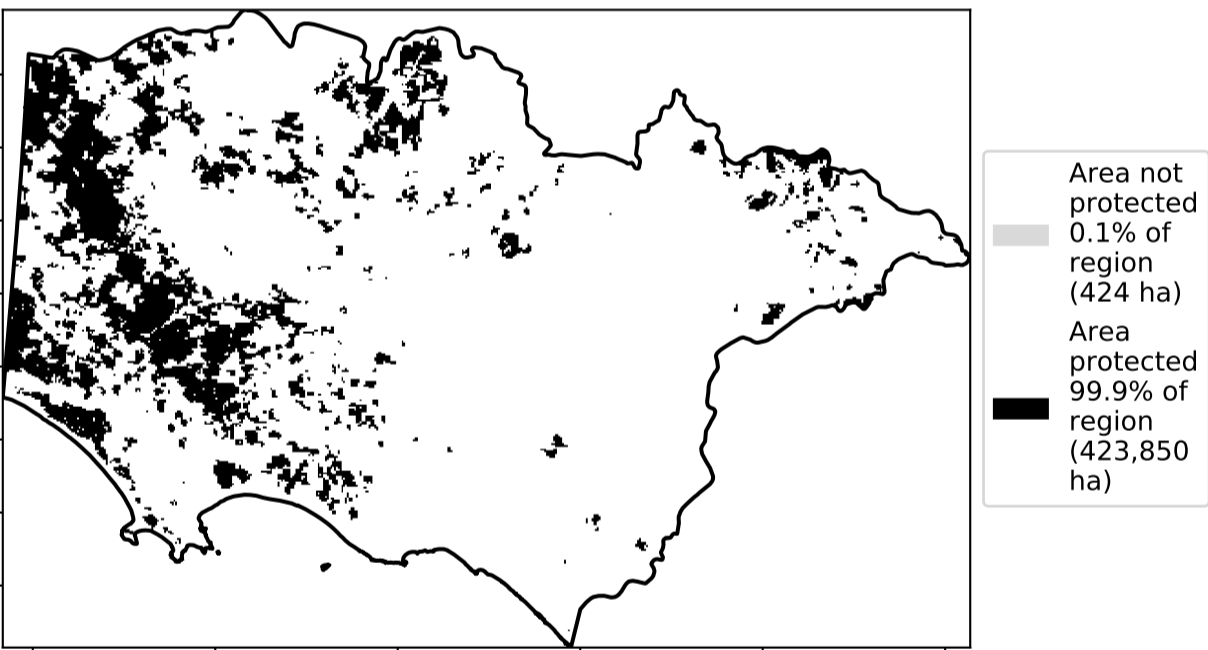 Area not
protected
0.1% of
region
(424 ha)
Area
protected
99.9% of
region
(423,850
ha)